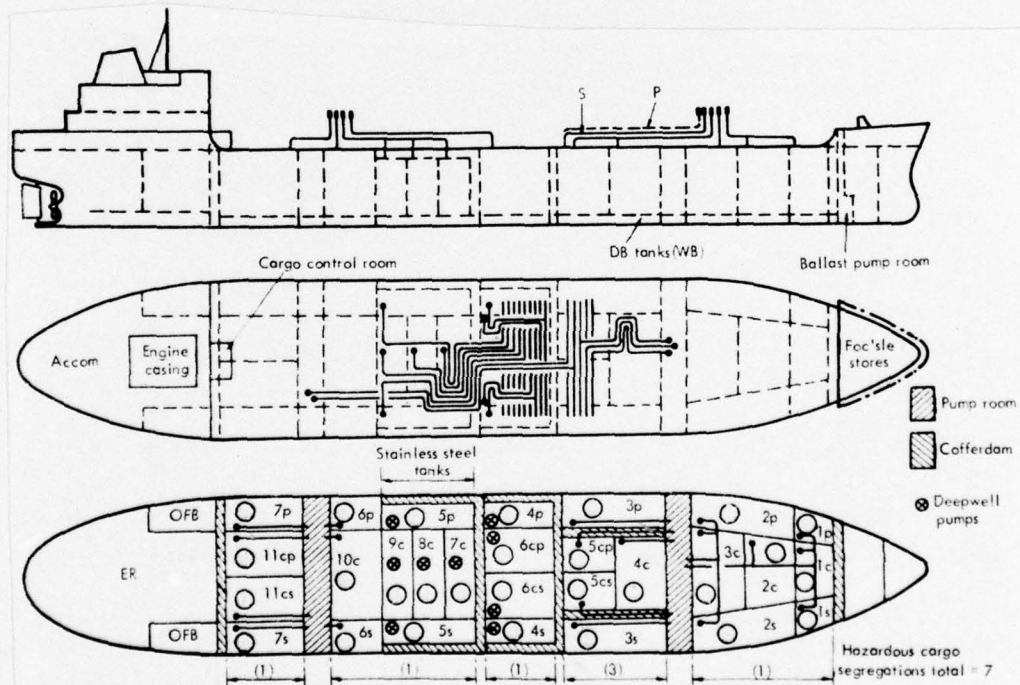 S
P
DB tanks(WB)
Ballast pump room
Cargo control room
Accom
Engine
casing
Foc'sle
stores
Pump room
Cofferdam
Deepwell
pumps
Stainless steel
tanks
OFB
7p
6p
5p
4p
3p
2p
1p
9c
8c
7c
6cp
5cp
11cp
10c
4c
3c
1c
ER
11cs
6cs
5cs
2c
OFB
7s
6s
5s
4s
3s
2s
1s
Hazardous cargo
segregations total = 7
(1)
(1)
(1)
(3)
(1)